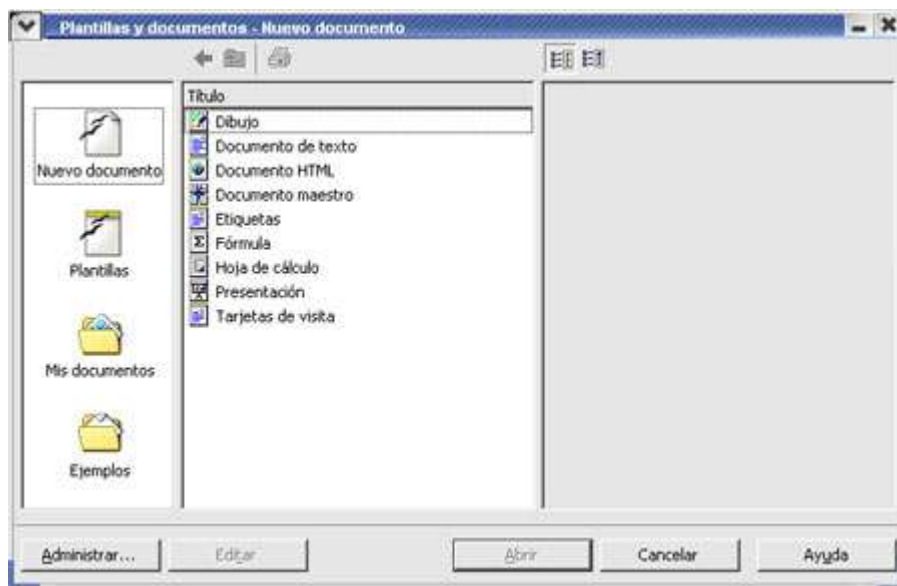 Plantillas y documentos - Nuevo documento
Título
Dibujo
Documento de texto
Documento HTML
Documento maestro
Etiquetas
Fórmula
Hoja de cálculo
Presentación
Tarjetas de visita
Nuevo documento
Plantillas
Mis documentos
Ejemplos
Administrar...
Editar
Abrir
Cancelar
Ayuda